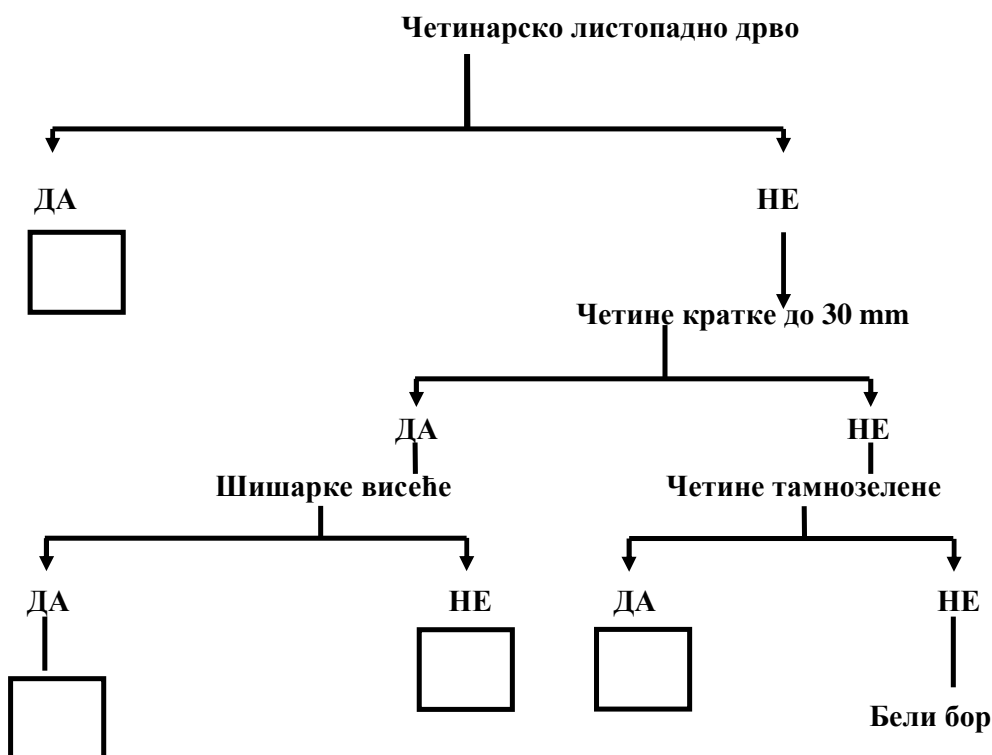 Четинарско листопадно дрво
ДА НЕ
Четине кратке до 30 mm
ДА НЕ
Шишарке висеће Четине тамнозелене
ДА НЕ ДА НЕ
Бели бор